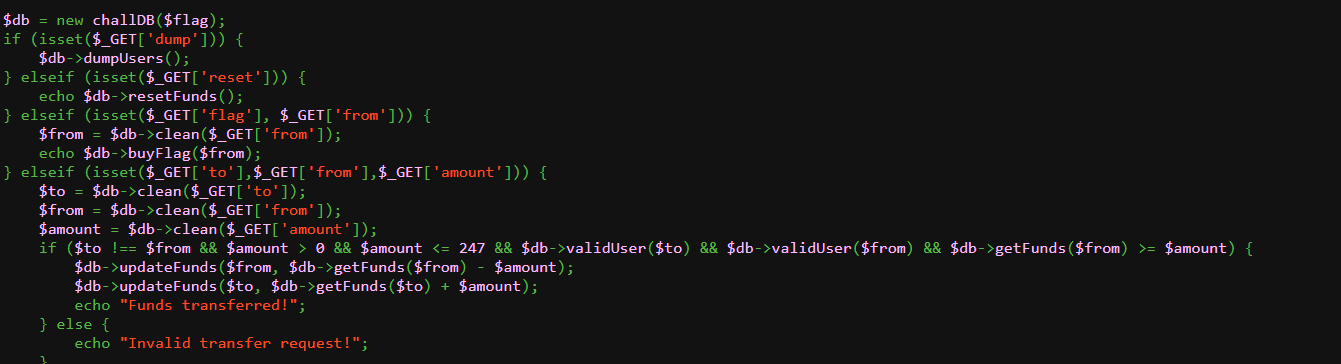 $db = new challDB($flag);
if (isset($_GET['dump'])) {
    $db->dumpUsers();
} elseif (isset($_GET['reset'])) {
    echo $db->resetFunds();
} elseif (isset($_GET['flag'], $_GET['from'])) {
    $from = $db->clean($_GET['from']);
    echo $db->buyFlag($from);
} elseif (isset($_GET['to'],$_GET['from'],$_GET['amount'])) {
    $to = $db->clean($_GET['to']);
    $from = $db->clean($_GET['from']);
    $amount = $db->clean($_GET['amount']);
    if ($to !== $from && $amount > 0 && $amount <= 247 && $db->validUser($to) && $db->validUser($from) && $db->getFunds($from) >= $amount) {
        $db->updateFunds($from, $db->getFunds($from) - $amount);
        $db->updateFunds($to, $db->getFunds($to) + $amount);
        echo "Funds transferred!";
    } else {
        echo "Invalid transfer request!";
    }